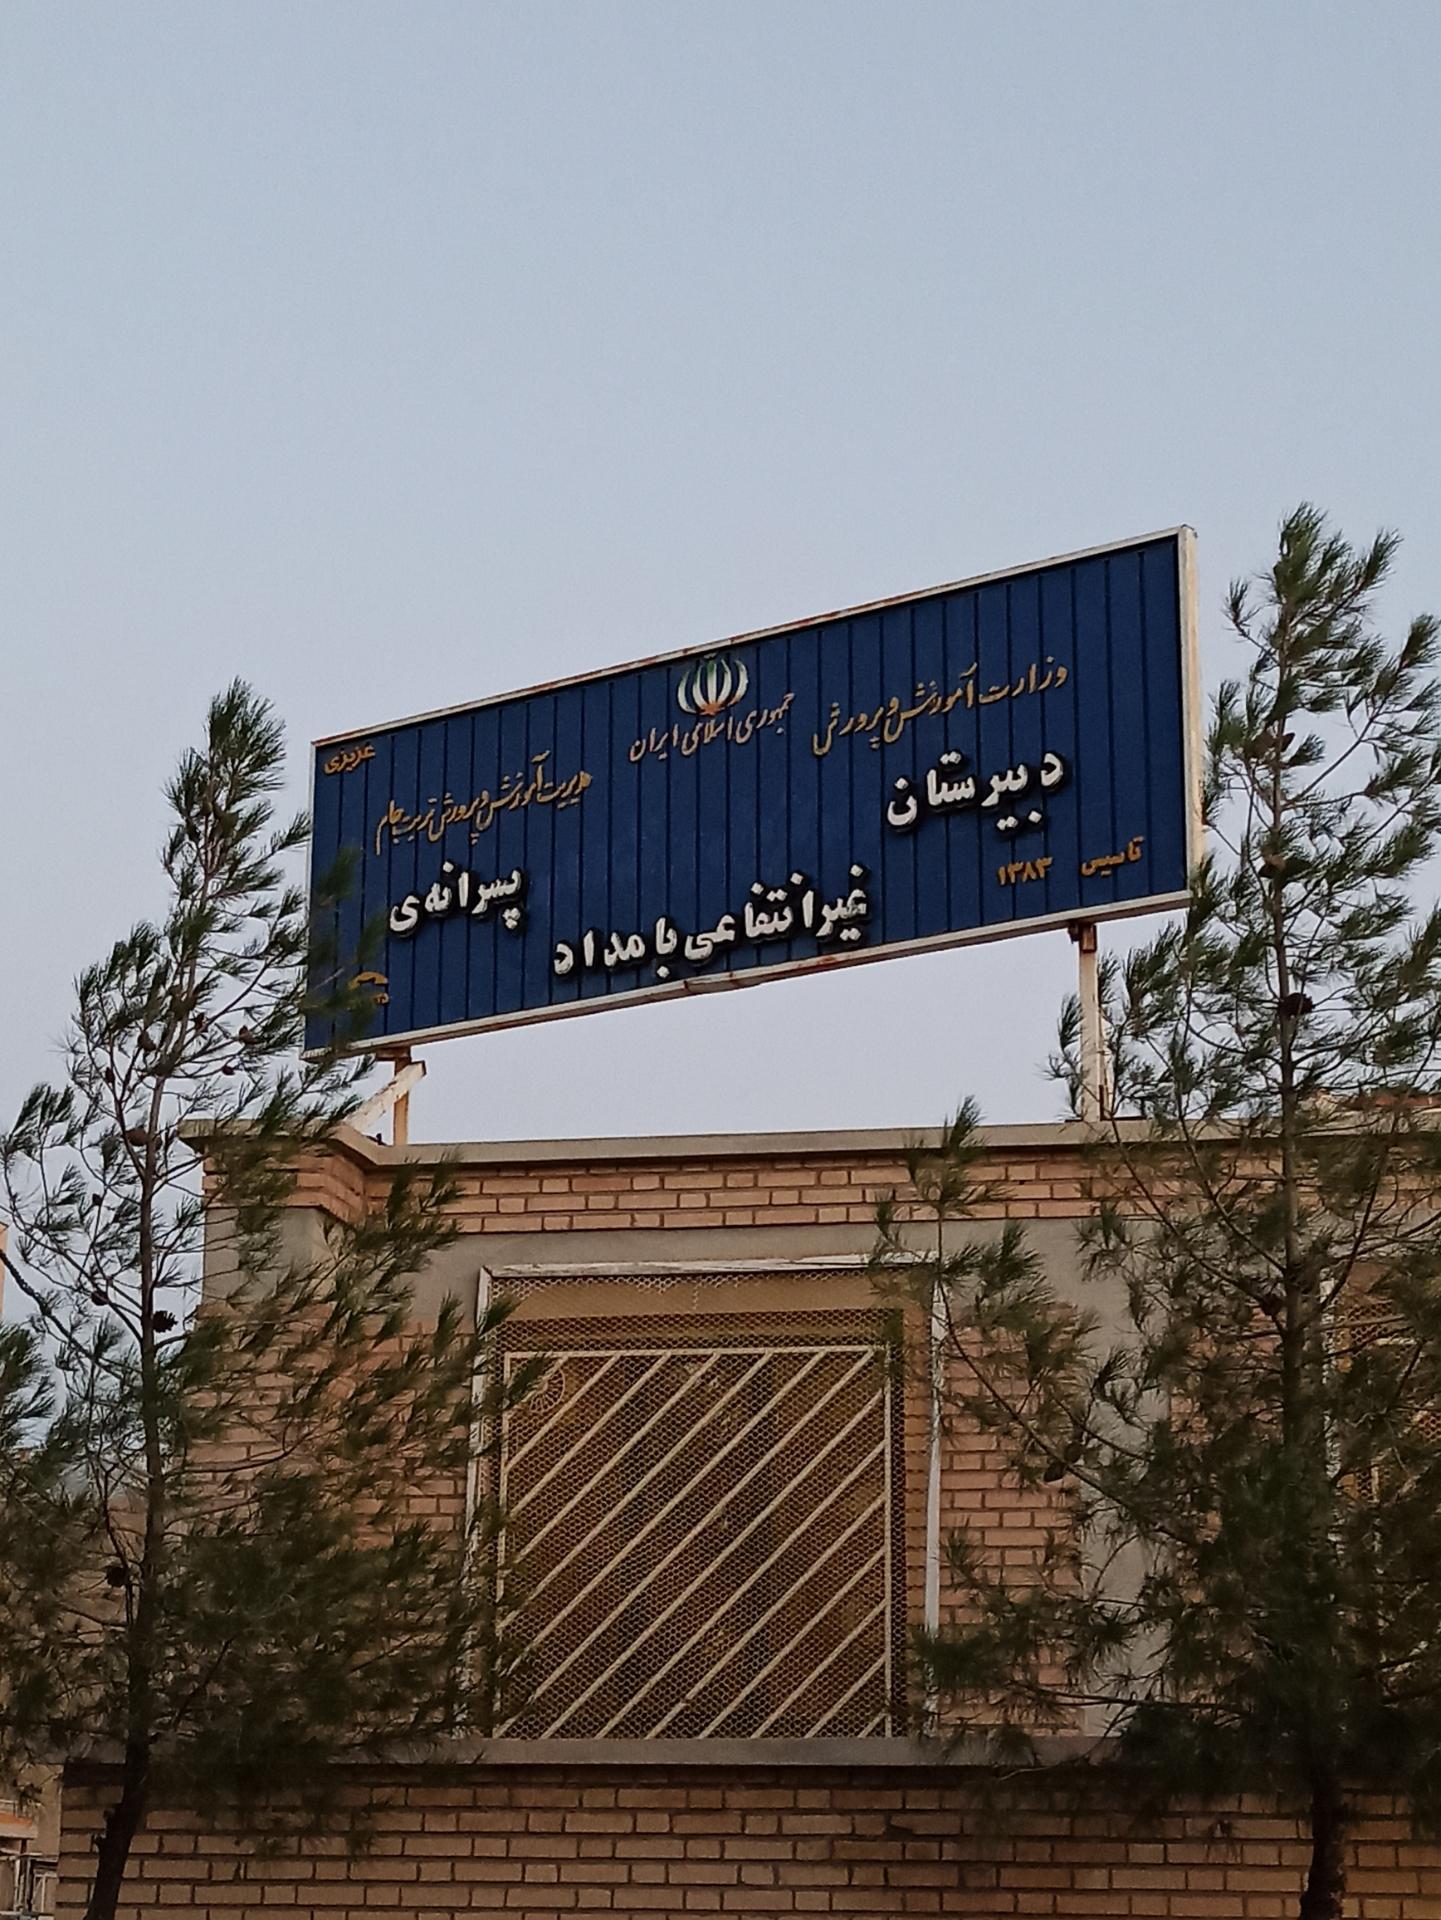 جمهوری اسلامی ایران
وزارت آموزش و پرورش
مدیریت آموزش و پرورش تربت جام
عزیزی
دبیرستان
غیرانتفاعی بامداد
پسرانه‌ی
تاسیس ۱۳۸۳